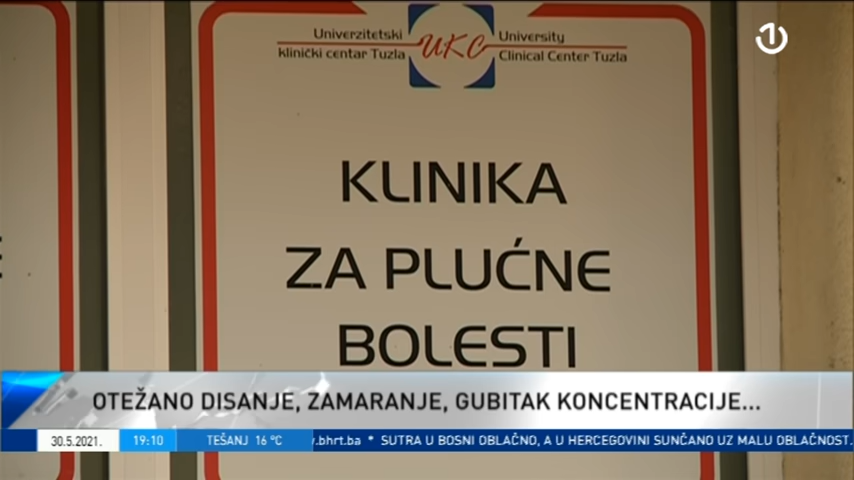 Univerzitetski
klinički centar Tuzla
UKC
University
Clinical Center Tuzla
KLINIKA
ZA PLUĆNE
BOLESTI
OTEŽANO DISANJE, ZAMARANJE, GUBITAK KONCENTRACIJE...
30.5.2021. 19:10 TEŠANJ 16 °C w.bhrt.ba * SUTRA U BOSNI OBLAČNO, A U HERCEGOVINI SUNČANO UZ MALU OBLAČNOST.